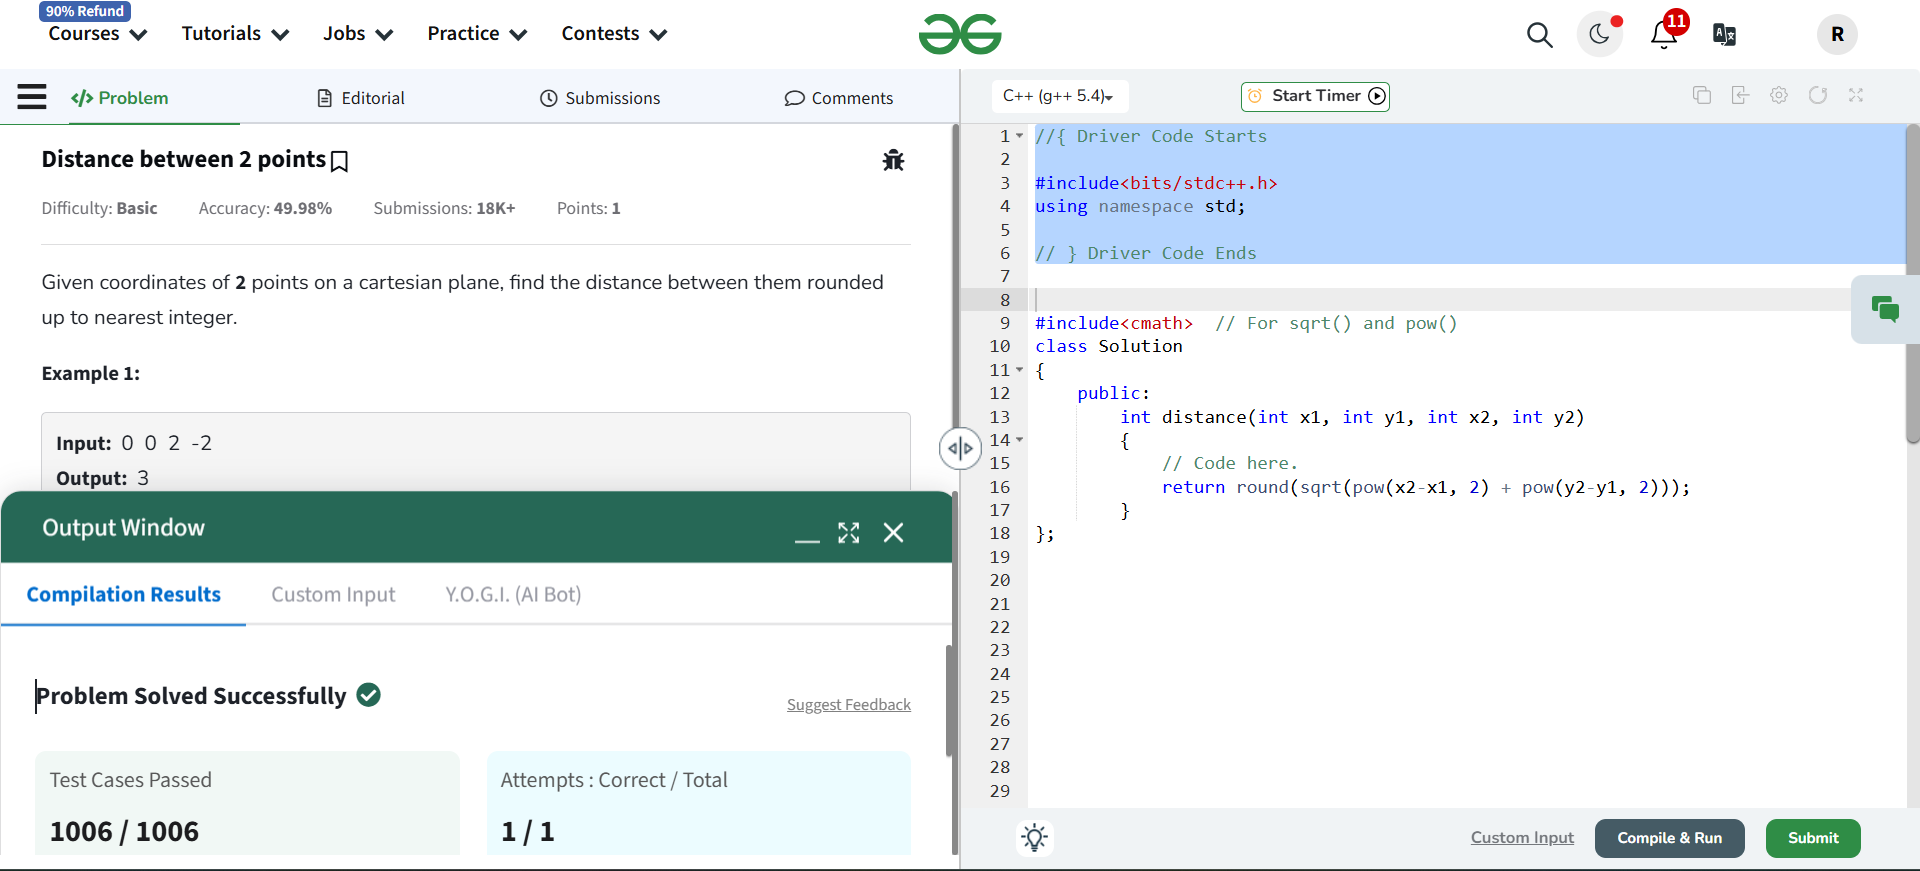 90% Refund
Courses Tutorials Jobs Practice Contests
11
R
</> Problem Editorial Submissions Comments
Distance between 2 points
Difficulty: Basic Accuracy: 49.98% Submissions: 18K+ Points: 1
Given coordinates of 2 points on a cartesian plane, find the distance between them rounded
up to nearest integer.
Example 1:
Input: 0 0 2 -2
Output: 3
Output Window
Compilation Results Custom Input Y.O.G.I. (AI Bot)
Problem Solved Successfully
Suggest Feedback
Test Cases Passed
1006 / 1006
Attempts : Correct / Total
1 / 1
C++ (g++ 5.4) Start Timer
1 //{ Driver Code Starts
2
3 #include<bits/stdc++.h>
4 using namespace std;
5
6 // } Driver Code Ends
7
8
9 #include<cmath>  // For sqrt() and pow()
10 class Solution
11 {
12     public:
13         int distance(int x1, int y1, int x2, int y2)
14         {
15             // Code here.
16             return round(sqrt(pow(x2-x1, 2) + pow(y2-y1, 2)));
17         }
18 };
19
20
21
22
23
24
25
26
27
28
29
Custom Input Compile & Run Submit